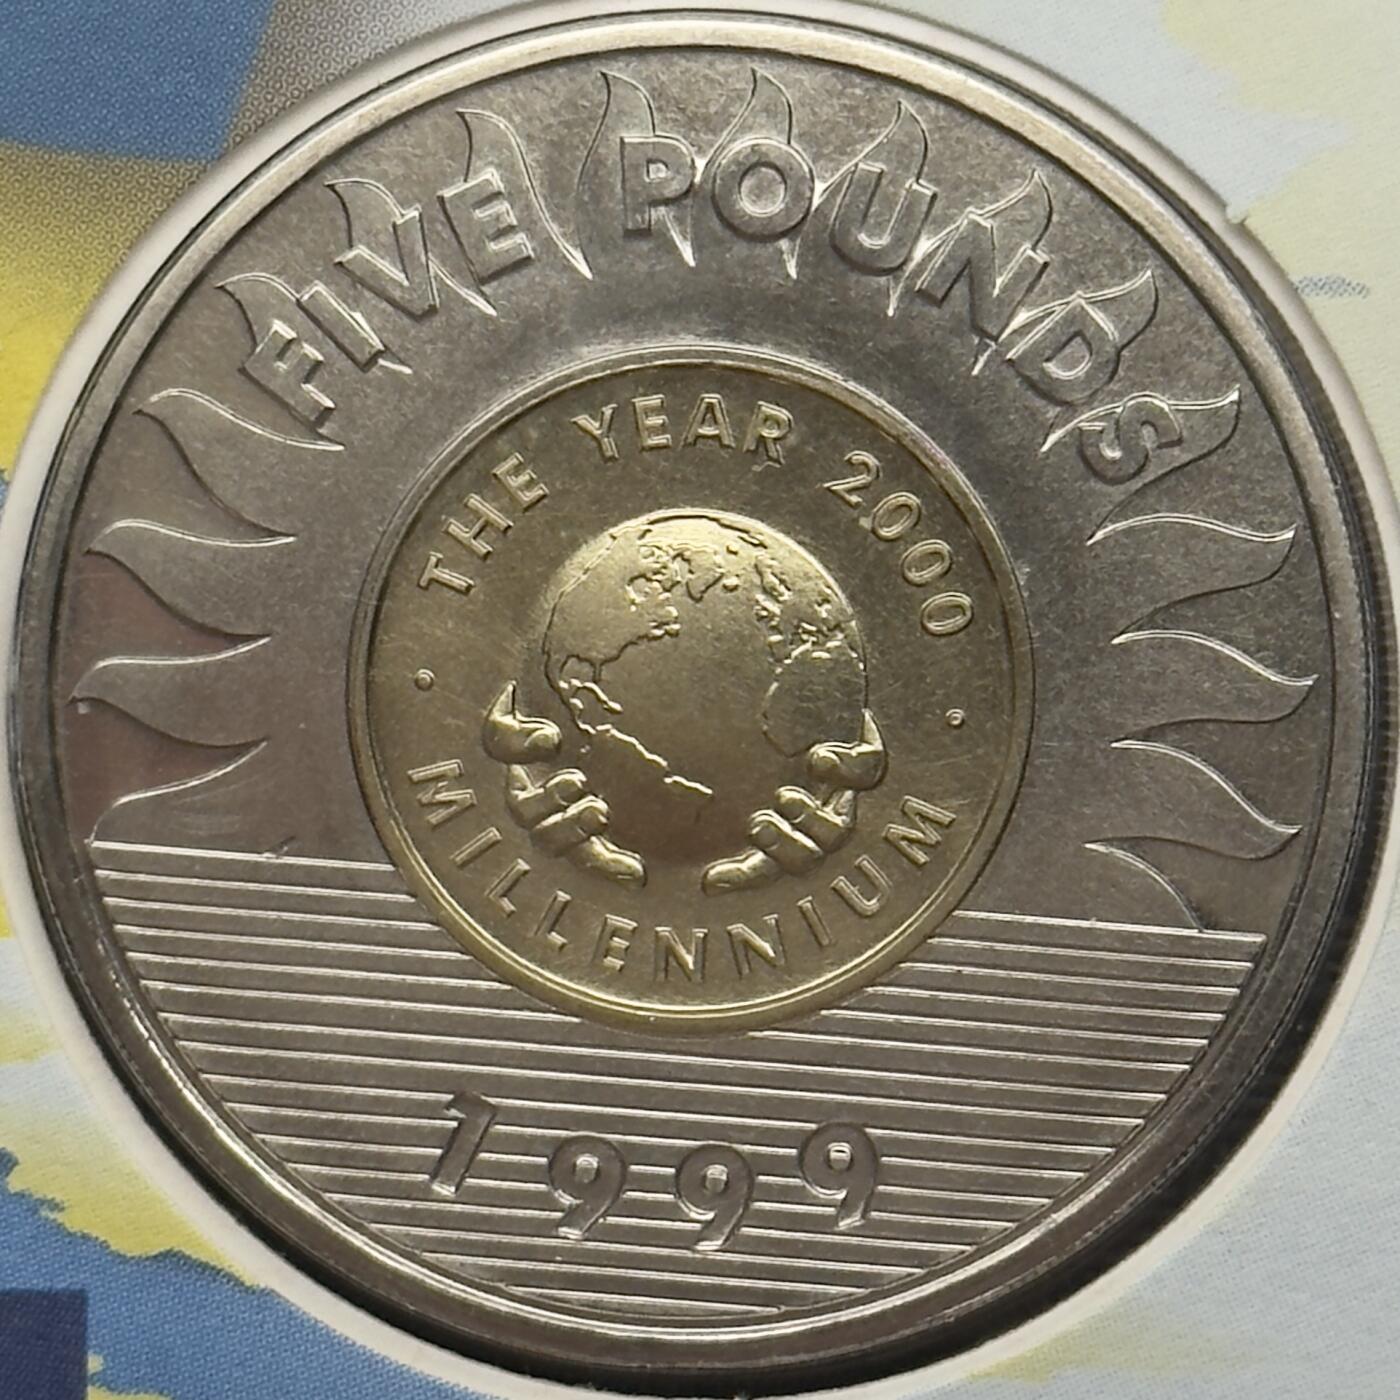 FIVE POUNDS
THE YEAR 2000
MILLENNIUM
1999